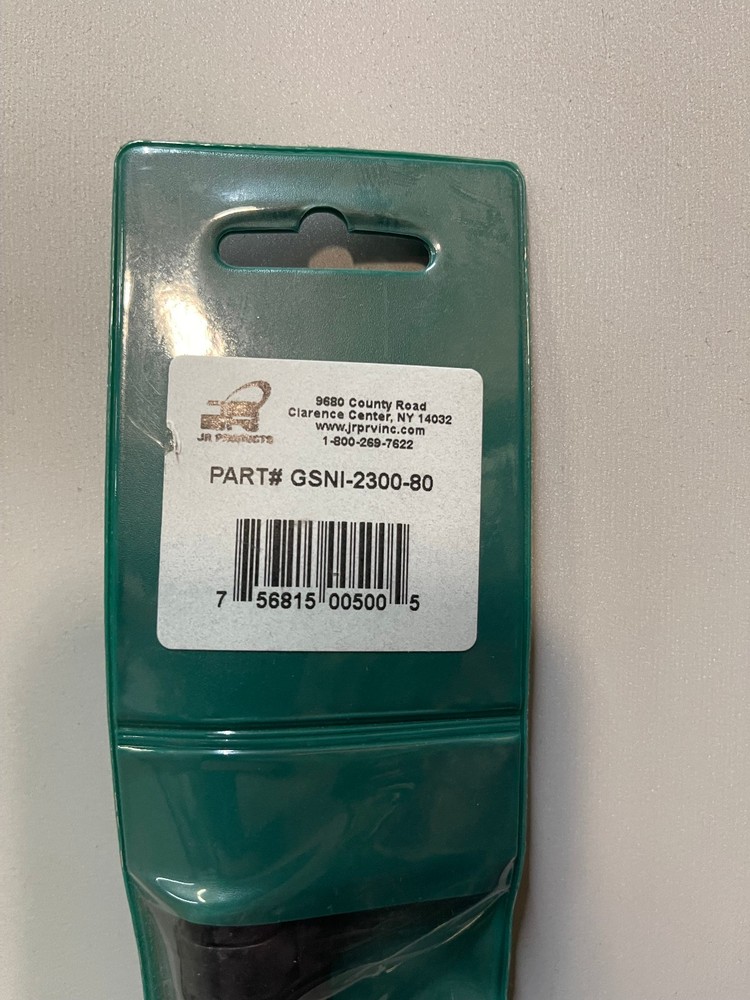 JR PRODUCTS
9680 County Road
Clarence Center, NY 14032
www.jrprvinc.com
1-800-269-7622
PART# GSNI-2300-80
7 56815 00500 5